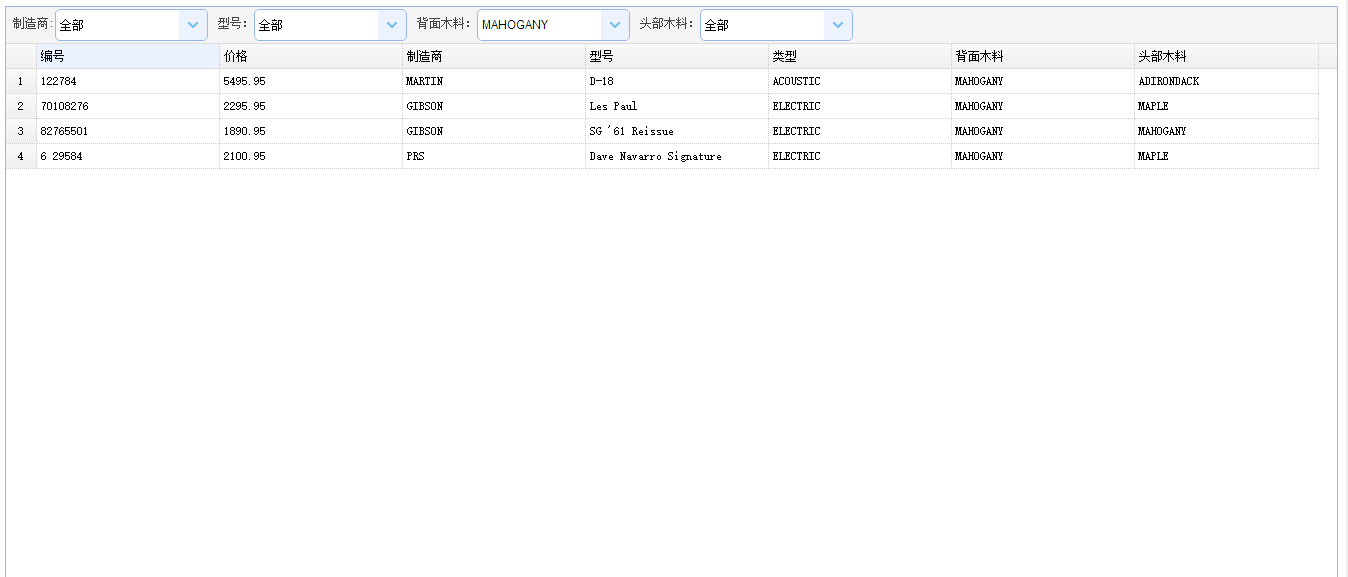 制造商: 全部 型号： 全部 背面木料： MAHOGANY 头部木料： 全部
编号 价格 制造商 型号 类型 背面木料 头部木料
1 122784 5495.95 MARTIN D-18 ACOUSTIC MAHOGANY ADIRONDACK
2 70108276 2295.95 GIBSON Les Paul ELECTRIC MAHOGANY MAPLE
3 82765501 1890.95 GIBSON SG '61 Reissue ELECTRIC MAHOGANY MAHOGANY
4 6 29584 2100.95 PRS Dave Navarro Signature ELECTRIC MAHOGANY MAPLE